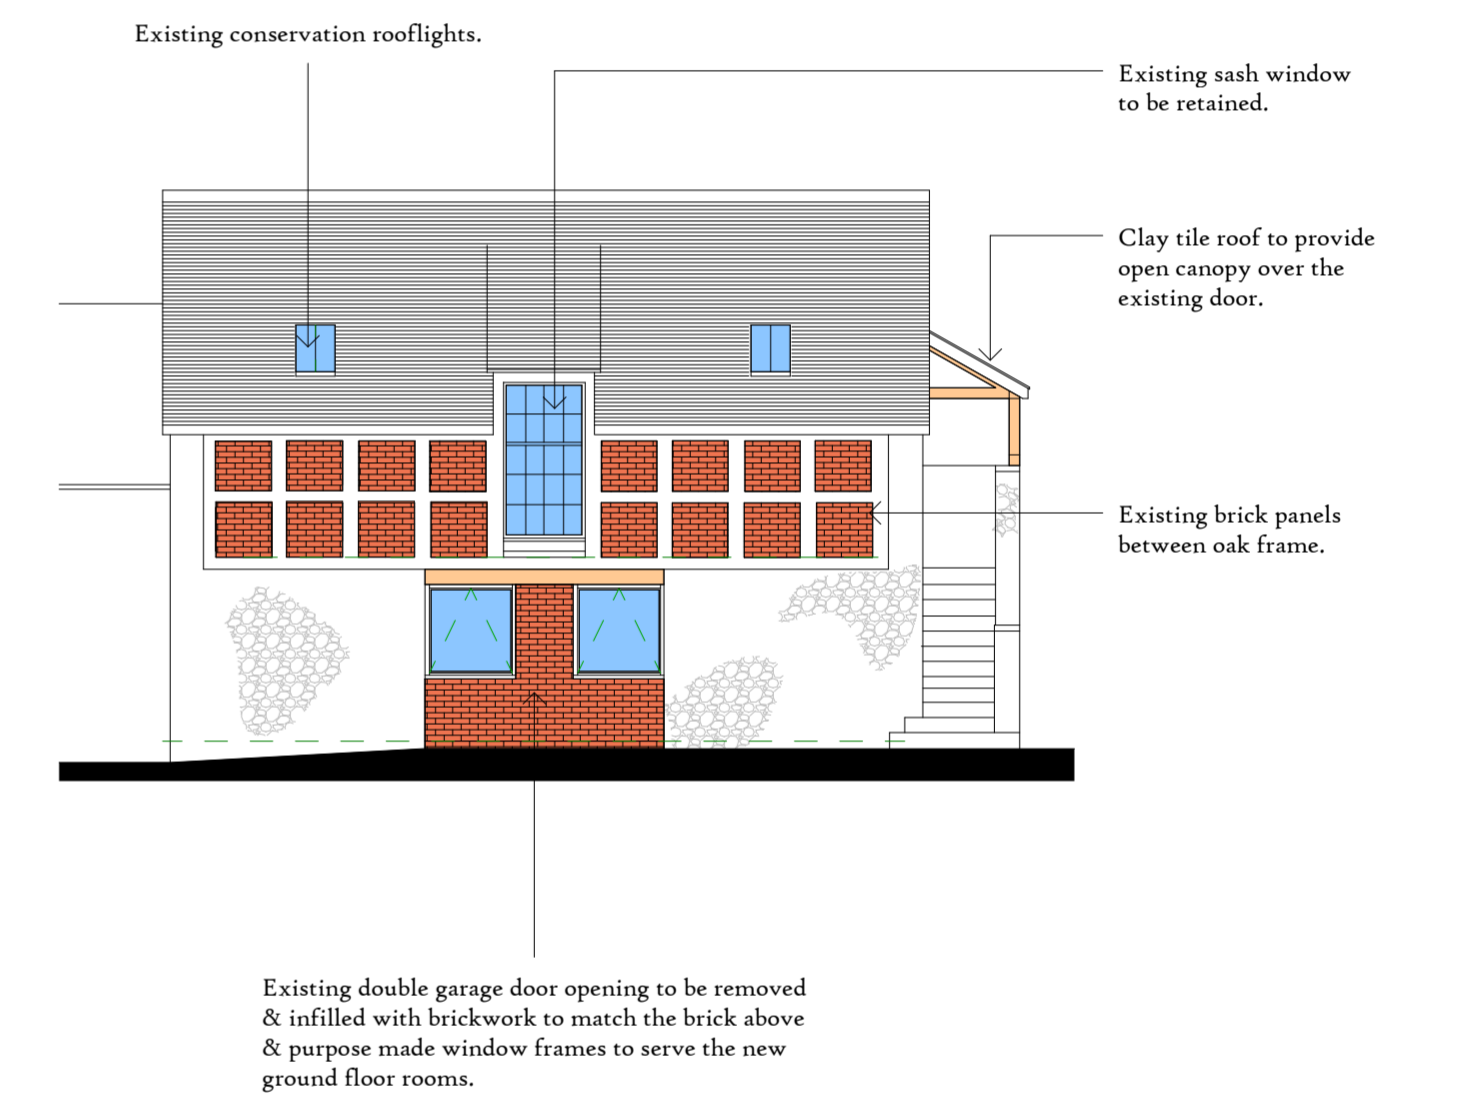 Existing conservation rooflights.
Existing sash window
to be retained.
Clay tile roof to provide
open canopy over the
existing door.
Existing brick panels
between oak frame.
Existing double garage door opening to be removed
& infilled with brickwork to match the brick above
& purpose made window frames to serve the new
ground floor rooms.